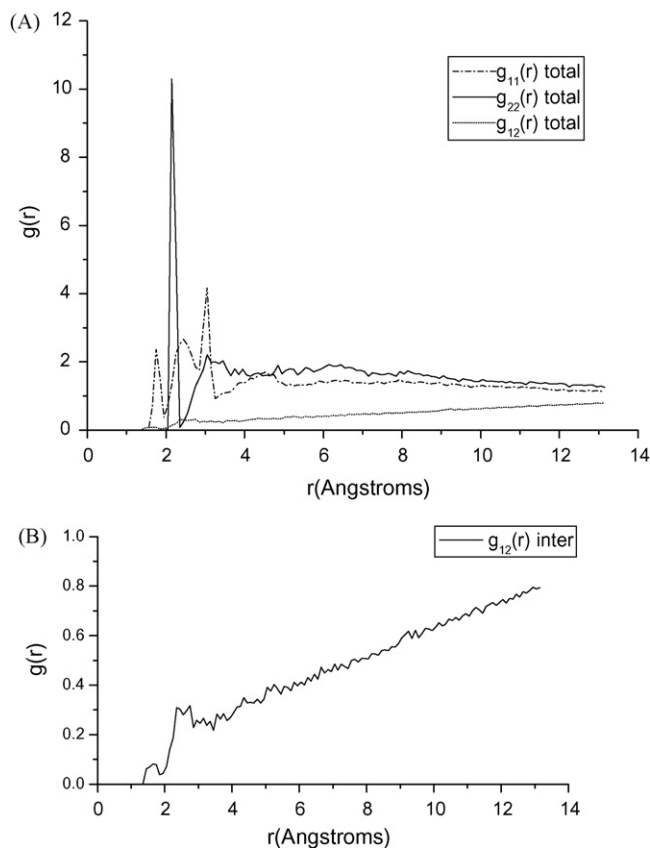 (A)
12
10
8
6
4
2
0
g(r)
g₁₁(r) total
g₂₂(r) total
g₁₂(r) total
0 2 4 6 8 10 12 14
r(Angstroms)
(B)
1.0
0.8
0.6
0.4
0.2
0.0
g(r)
g₁₂(r) inter
0 2 4 6 8 10 12 14
r(Angstroms)